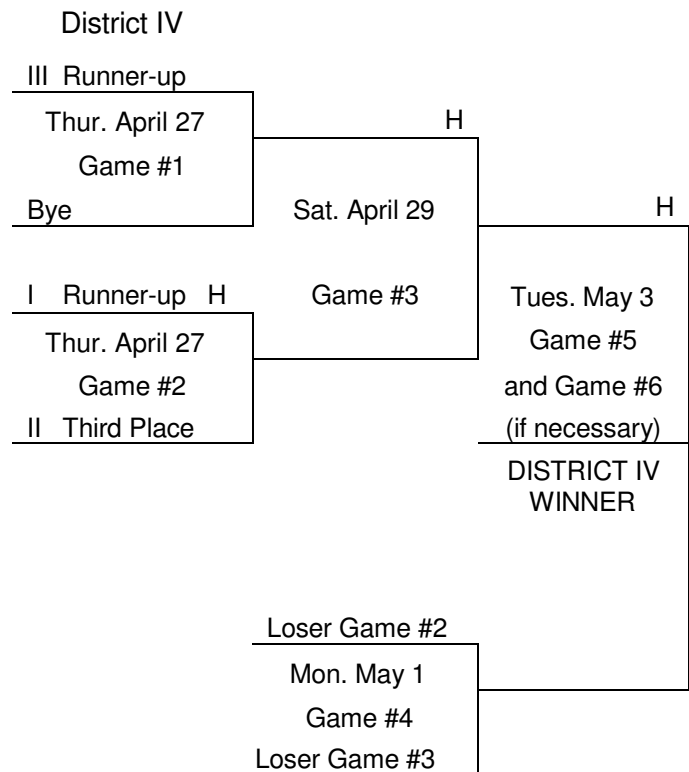 District IV
III Runner-up
Thur. April 27
Game #1
Bye
H
Sat. April 29
Game #3
I Runner-up H
Thur. April 27
Game #2
II Third Place
H
Tues. May 3
Game #5
and Game #6
(if necessary)
DISTRICT IV
WINNER
Loser Game #2
Mon. May 1
Game #4
Loser Game #3